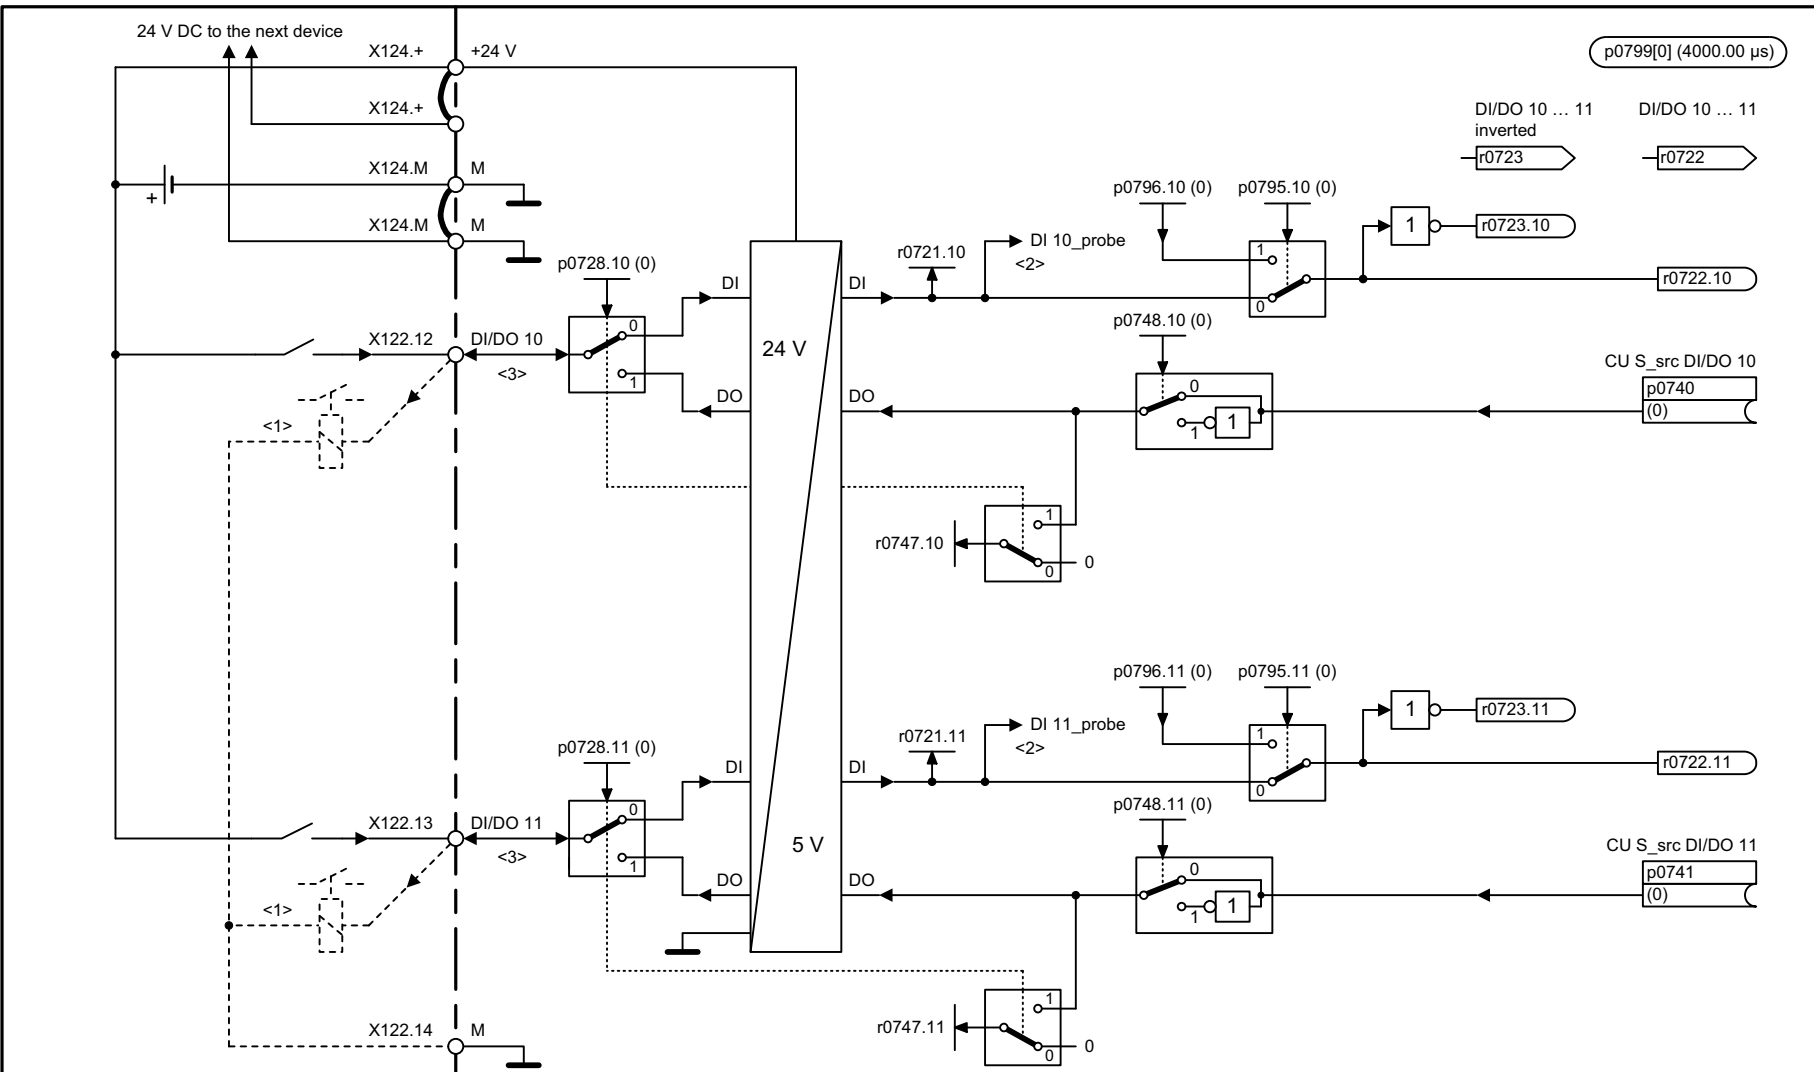 24 V DC to the next device
X124.+
+24 V
p0799[0] (4000.00 µs)
X124.+
DI/DO 10 … 11
inverted
DI/DO 10 … 11
r0723
r0722
X124.M
M
+
X124.M
M
p0796.10 (0)
p0795.10 (0)
1
r0723.10
DI 10_probe
<2>
r0721.10
p0728.10 (0)
1
0
r0722.10
DI
DI
X122.12
DI/DO 10
<3>
0
1
24 V
p0748.10 (0)
CU S_src DI/DO 10
p0740
(0)
DO
DO
0
1
1
<1>
1
0
0
r0747.10
p0796.11 (0)
p0795.11 (0)
1
r0723.11
DI 11_probe
<2>
r0721.11
p0728.11 (0)
1
0
r0722.11
DI
DI
X122.13
DI/DO 11
<3>
0
1
5 V
p0748.11 (0)
CU S_src DI/DO 11
p0741
(0)
DO
DO
0
1
1
<1>
1
0
0
r0747.11
X122.14
M